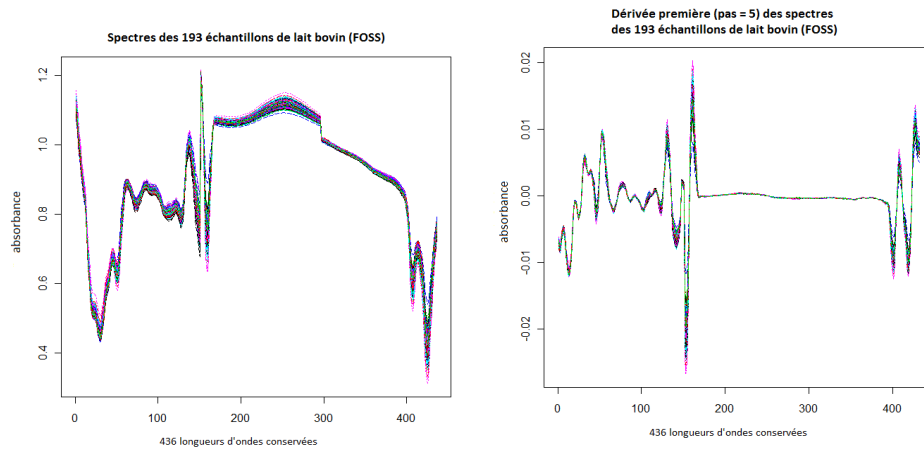 Spectres des 193 échantillons de lait bovin (FOSS)
absorbance
1.2
1.0
0.8
0.6
0.4
0
100
200
300
400
436 longueurs d'ondes conservées
Dérivée première (pas = 5) des spectres
des 193 échantillons de lait bovin (FOSS)
absorbance
0.02
0.01
0.00
-0.01
-0.02
0
100
200
300
400
436 longueurs d'ondes conservées